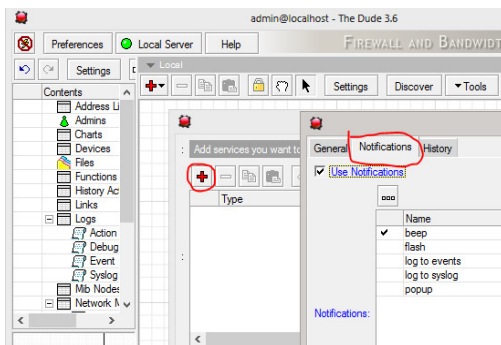 admin@localhost - The Dude 3.6
Preferences
Local Server
Help
FIREWALL AND BANDWIDT
Settings
Local
Contents
Address Li
Admins
Charts
Devices
Files
Functions
History Act
Links
Logs
Action
Debug
Event
Syslog
Mib Nodes
Network M
Settings
Discover
Tools
Add services you want to
Type
General
Notifications
History
Use Notifications
Name
beep
flash
log to events
log to syslog
popup
Notifications: